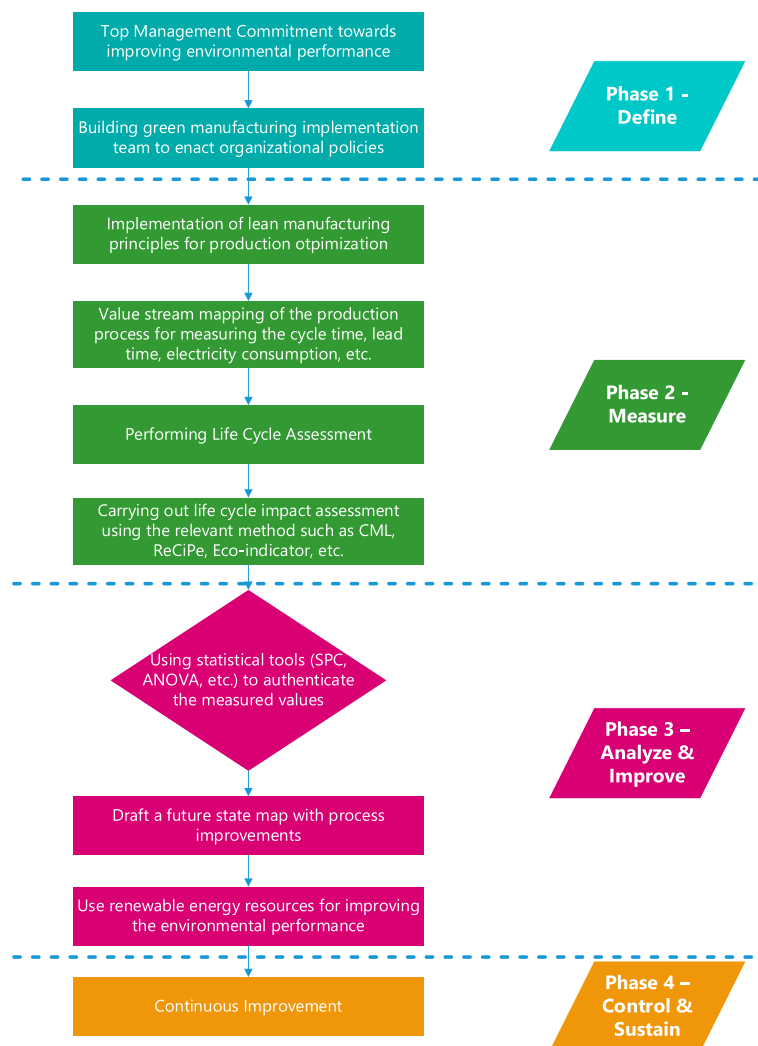 Top Management Commitment towards
improving environmental performance
Phase 1 -
Define
Building green manufacturing implementation
team to enact organizational policies
Implementation of lean manufacturing
principles for production otpimization
Value stream mapping of the production
process for measuring the cycle time, lead
time, electricity consumption, etc.
Phase 2 -
Measure
Performing Life Cycle Assessment
Carrying out life cycle impact assessment
using the relevant method such as CML,
ReCiPe, Eco-indicator, etc.
Using statistical tools (SPC,
ANOVA, etc.) to authenticate
the measured values
Phase 3 –
Analyze &
Improve
Draft a future state map with process
improvements
Use renewable energy resources for improving
the environmental performance
Continuous Improvement
Phase 4 –
Control &
Sustain